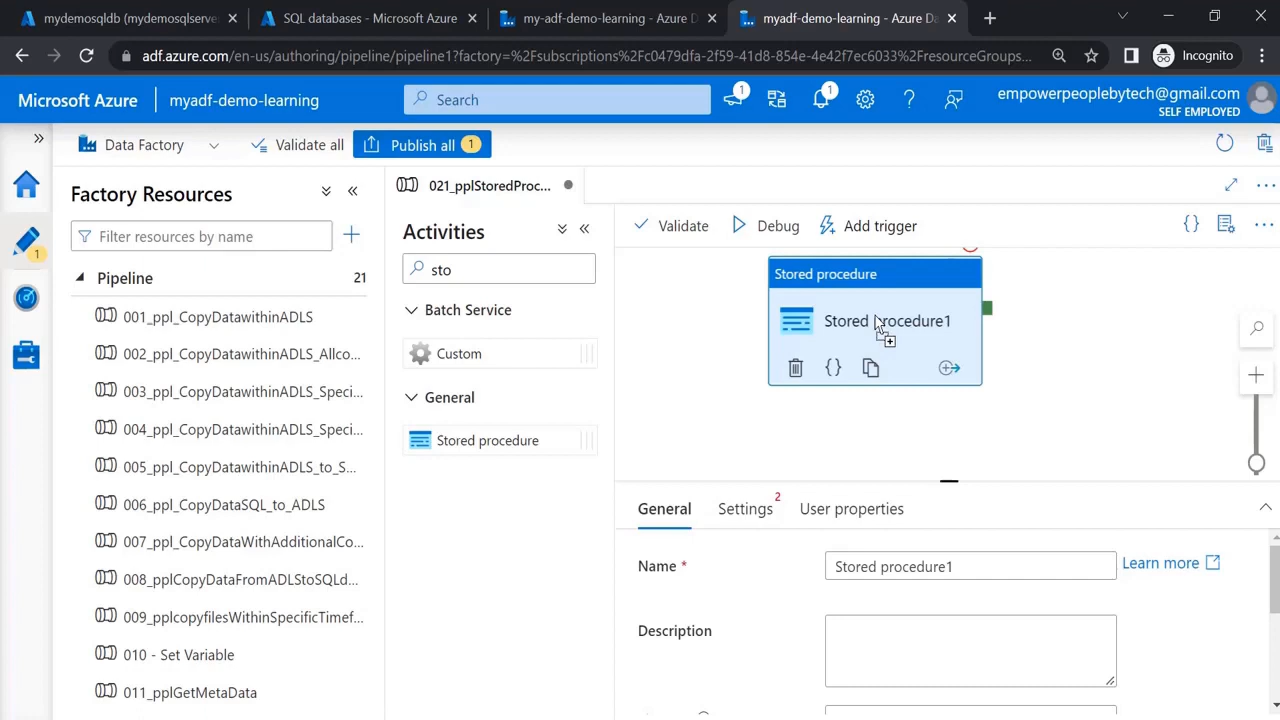 mydemosqldb (mydemosqlserve
SQL databases - Microsoft Azure
my-adf-demo-learning - Azure D
myadf-demo-learning - Azure Da
adf.azure.com/en-us/authoring/pipeline/pipeline1?factory=%2Fsubscriptions%2Fc0479dfa-2f59-41d8-854e-4e42f7ec6033%2FresourceGroups...
Incognito
Microsoft Azure
myadf-demo-learning
Search
1
1
empowerpeoplebytech@gmail.com
SELF EMPLOYED
Data Factory
Validate all
Publish all 1
1
Factory Resources
Filter resources by name
Pipeline 21
001_ppl_CopyDatawithinADLS
002_ppl_CopyDatawithinADLS_Allco...
003_ppl_CopyDatawithinADLS_Speci...
004_ppl_CopyDatawithinADLS_Speci...
005_ppl_CopyDatawithinADLS_to_S...
006_ppl_CopyDataSQL_to_ADLS
007_ppl_CopyDataWithAdditionalCo...
008_pplCopyDataFromADLStoSQLd...
009_pplcopyfilesWithinSpecificTimef...
010 - Set Variable
011_pplGetMetaData
021_pplStoredProc...
Activities
sto
Batch Service
Custom
General
Stored procedure
Validate
Debug
Add trigger
Stored procedure
Stored procedure1
General
Settings 2
User properties
Name *
Stored procedure1
Learn more
Description